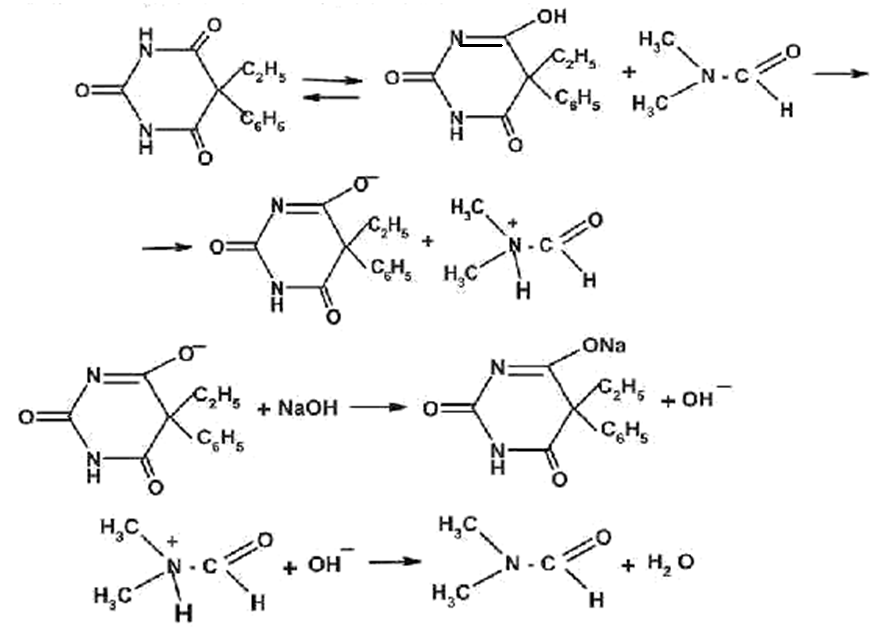 H N O O C₂H₅ C₆H₅ N H O
N OH O C₂H₅ C₆H₅ N H O
+
H₃C H₃C N - C O H
N O⁻ O C₂H₅ C₆H₅ N H O
+
H₃C H₃C N + H - C O H
N O⁻ O C₂H₅ C₆H₅ N H O
+ NaOH
N ONa O C₂H₅ C₆H₅ N H O
+ OH⁻
H₃C H₃C N + H - C O H
+ OH⁻
H₃C H₃C N - C O H
+ H₂O